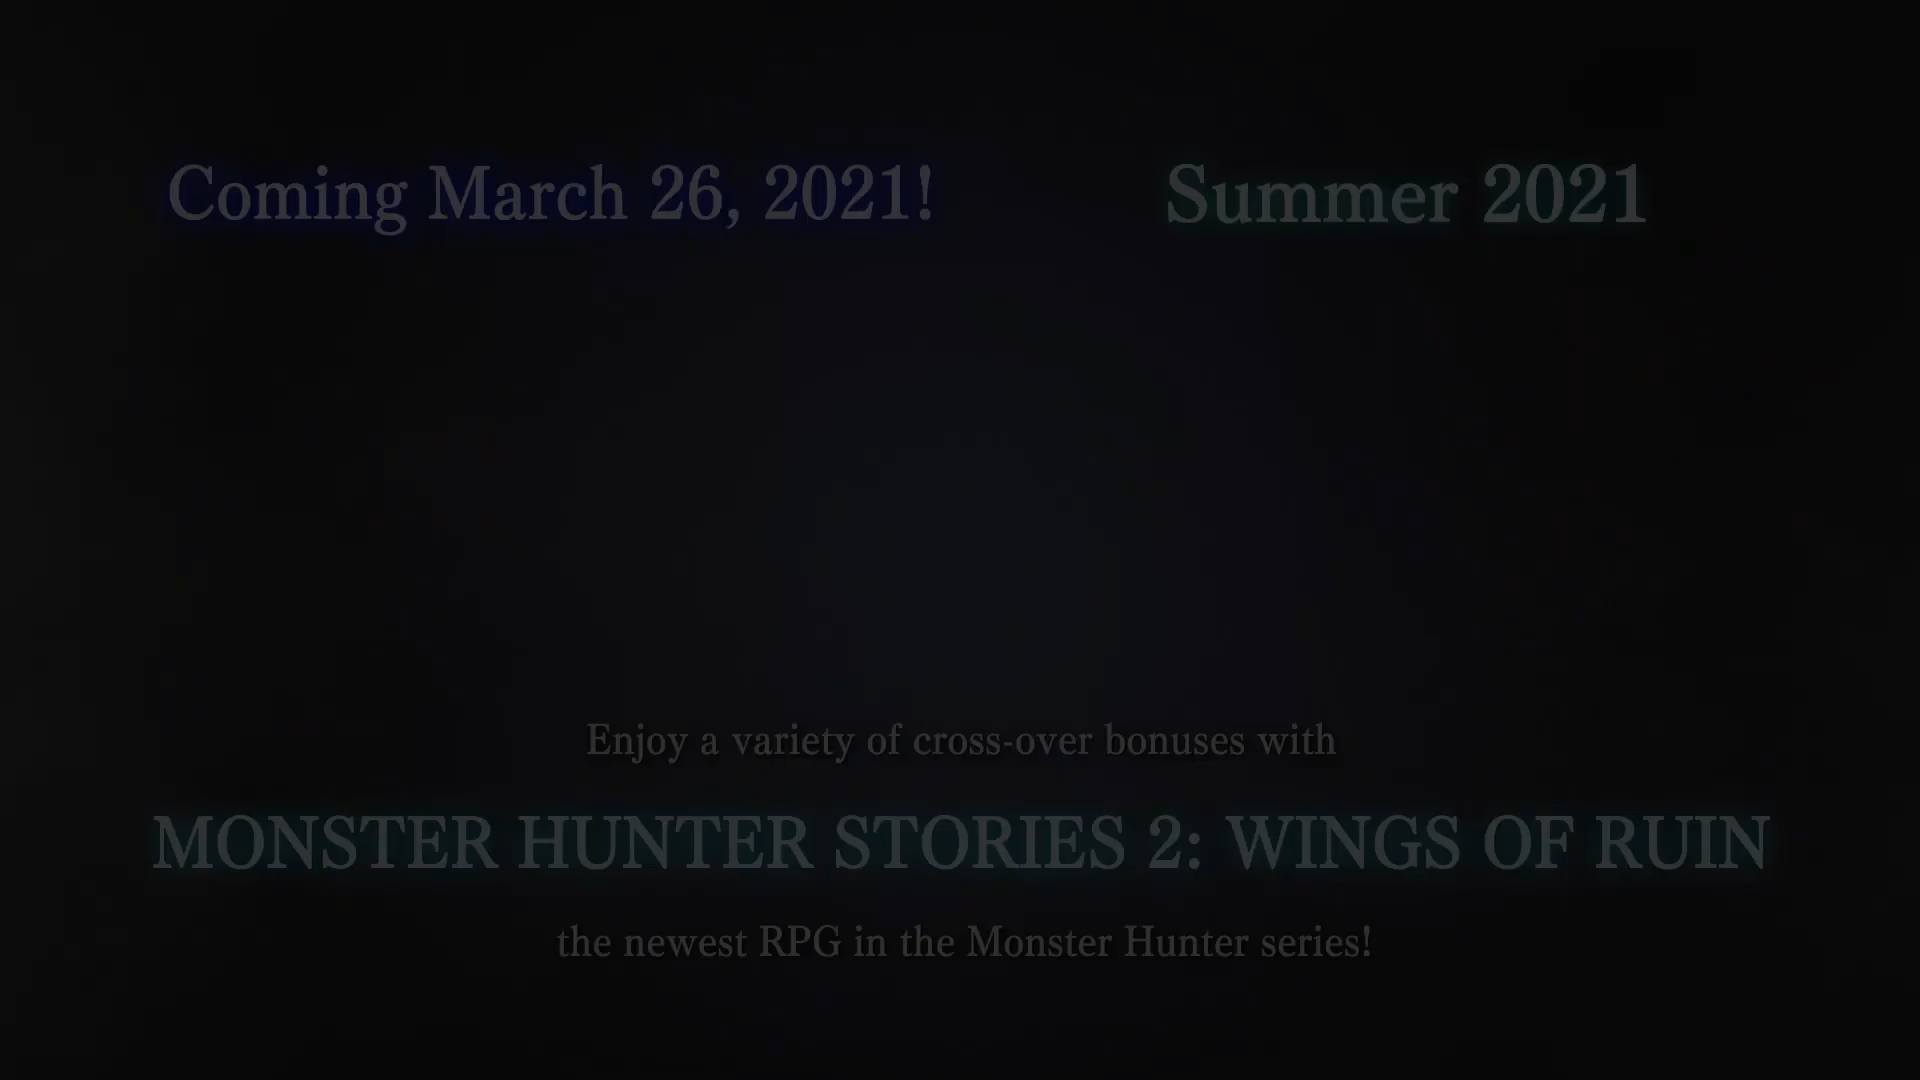 Coming March 26, 2021!
Summer 2021
Enjoy a variety of cross-over bonuses with
MONSTER HUNTER STORIES 2: WINGS OF RUIN
the newest RPG in the Monster Hunter series!